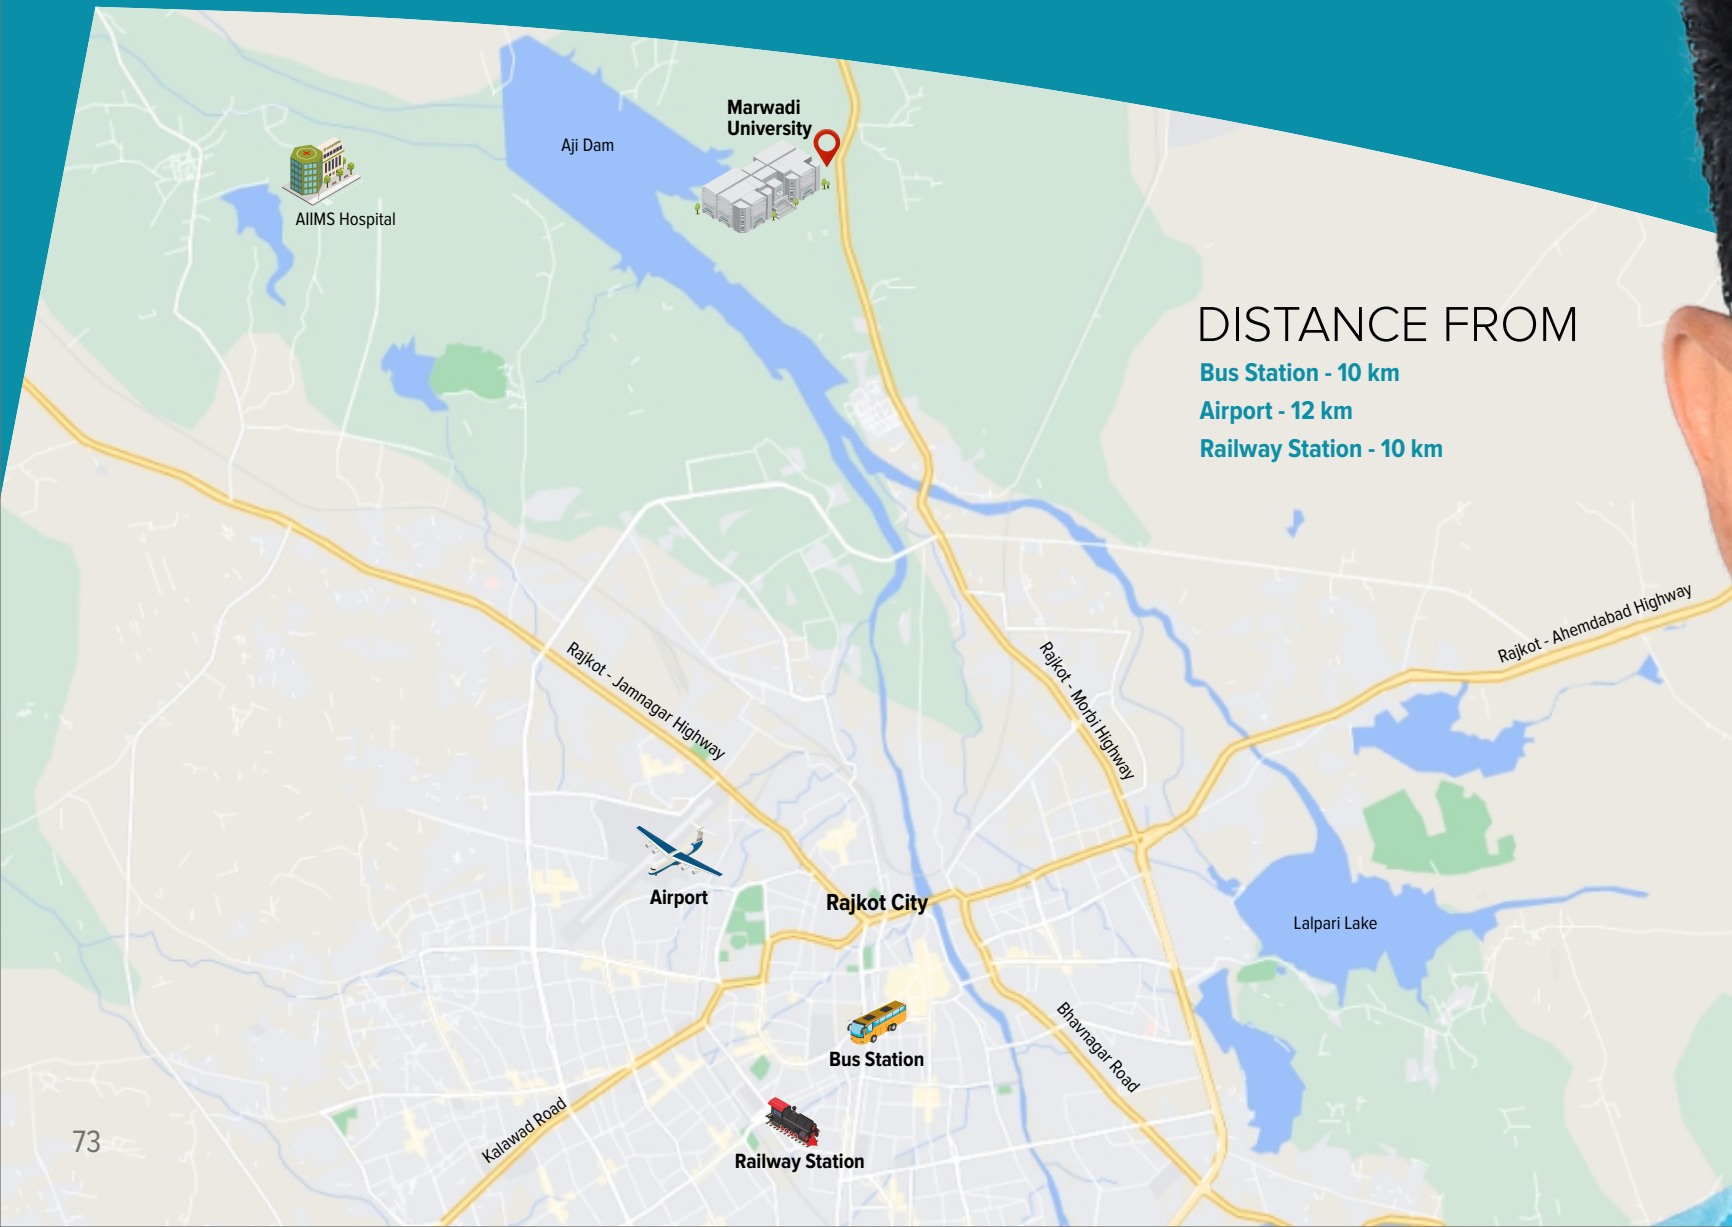 Marwadi
University
Aji Dam
AIIMS Hospital
DISTANCE FROM
Bus Station - 10 km
Airport - 12 km
Railway Station - 10 km
Rajkot - Ahemdabad Highway
Rajkot - Jamnagar Highway
Rajkot - Morbi Highway
Airport
Rajkot City
Lalpari Lake
Bus Station
Bhavnagar Road
Kalawad Road
Railway Station
73